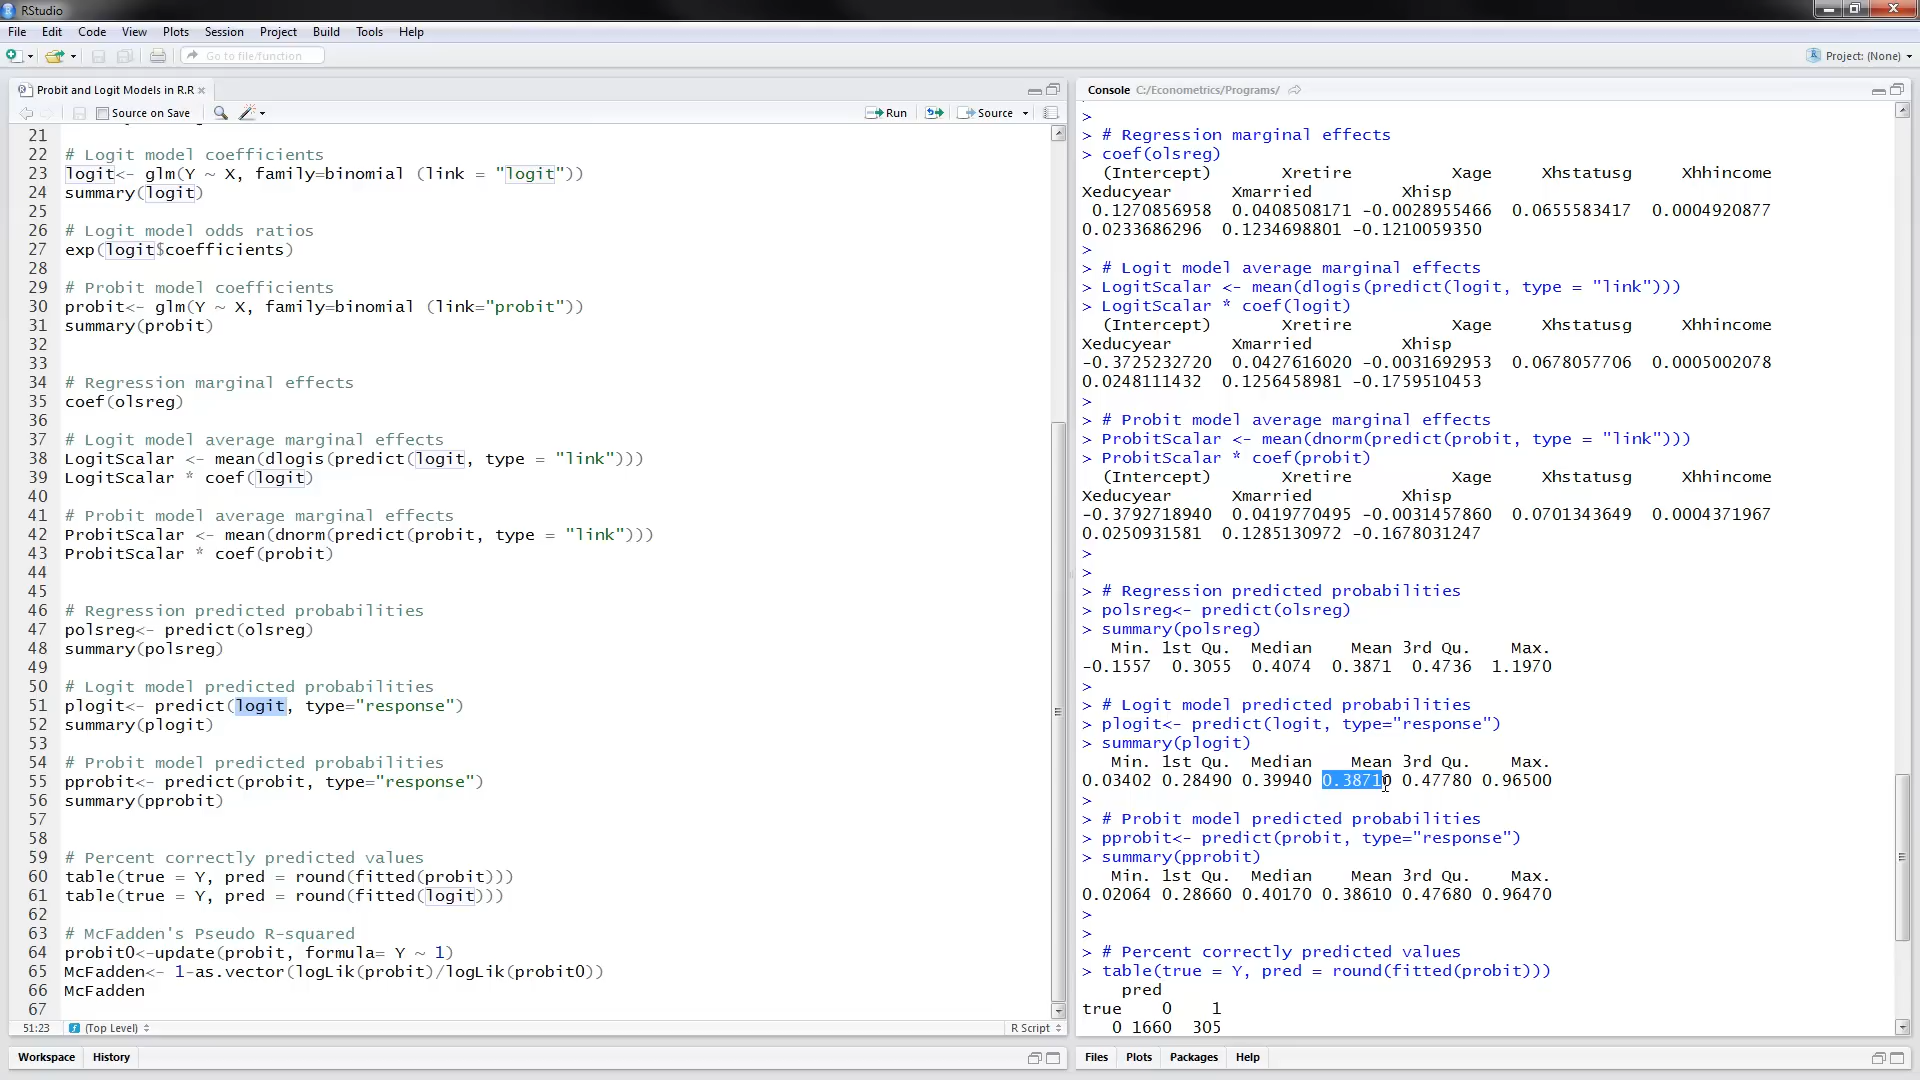 RStudio
File Edit Code View Plots Session Project Build Tools Help
Go to file/function
Project: (None)
Probit and Logit Models in R.R
Source on Save
Run
Source
21
22 # Logit model coefficients
23 logit<- glm(Y ~ X, family=binomial (link = "logit"))
24 summary(logit)
25
26 # Logit model odds ratios
27 exp(logit$coefficients)
28
29 # Probit model coefficients
30 probit<- glm(Y ~ X, family=binomial (link="probit"))
31 summary(probit)
32
33
34 # Regression marginal effects
35 coef(olsreg)
36
37 # Logit model average marginal effects
38 LogitScalar <- mean(dlogis(predict(logit, type = "link")))
39 LogitScalar * coef(logit)
40
41 # Probit model average marginal effects
42 ProbitScalar <- mean(dnorm(predict(probit, type = "link")))
43 ProbitScalar * coef(probit)
44
45
46 # Regression predicted probabilities
47 polsreg<- predict(olsreg)
48 summary(polsreg)
49
50 # Logit model predicted probabilities
51 plogit<- predict(logit, type="response")
52 summary(plogit)
53
54 # Probit model predicted probabilities
55 pprobit<- predict(probit, type="response")
56 summary(pprobit)
57
58
59 # Percent correctly predicted values
60 table(true = Y, pred = round(fitted(probit)))
61 table(true = Y, pred = round(fitted(logit)))
62
63 # McFadden's Pseudo R-squared
64 probit0<-update(probit, formula= Y ~ 1)
65 McFadden<- 1-as.vector(logLik(probit)/logLik(probit0))
66 McFadden
67
51:23 (Top Level) R Script
Workspace History
Console C:/Econometrics/Programs/
>
> # Regression marginal effects
> coef(olsreg)
(Intercept) Xretire Xage Xhstatusg Xhhincome
Xeducyear Xmarried Xhisp
0.1270856958 0.0408508171 -0.0028955466 0.0655583417 0.0004920877
0.0233686296 0.1234698801 -0.1210059350
>
> # Logit model average marginal effects
> LogitScalar <- mean(dlogis(predict(logit, type = "link")))
> LogitScalar * coef(logit)
(Intercept) Xretire Xage Xhstatusg Xhhincome
Xeducyear Xmarried Xhisp
-0.3725232720 0.0427616020 -0.0031692953 0.0678057706 0.0005002078
0.0248111432 0.1256458981 -0.1759510453
>
> # Probit model average marginal effects
> ProbitScalar <- mean(dnorm(predict(probit, type = "link")))
> ProbitScalar * coef(probit)
(Intercept) Xretire Xage Xhstatusg Xhhincome
Xeducyear Xmarried Xhisp
-0.3792718940 0.0419770495 -0.0031457860 0.0701343649 0.0004371967
0.0250931581 0.1285130972 -0.1678031247
>
>
> # Regression predicted probabilities
> polsreg<- predict(olsreg)
> summary(polsreg)
Min. 1st Qu. Median Mean 3rd Qu. Max.
-0.1557 0.3055 0.4074 0.3871 0.4736 1.1970
>
> # Logit model predicted probabilities
> plogit<- predict(logit, type="response")
> summary(plogit)
Min. 1st Qu. Median Mean 3rd Qu. Max.
0.03402 0.28490 0.39940 0.38710 0.47780 0.96500
>
> # Probit model predicted probabilities
> pprobit<- predict(probit, type="response")
> summary(pprobit)
Min. 1st Qu. Median Mean 3rd Qu. Max.
0.02064 0.28660 0.40170 0.38610 0.47680 0.96470
>
>
> # Percent correctly predicted values
> table(true = Y, pred = round(fitted(probit)))
pred
true 0 1
0 1660 305
Files Plots Packages Help